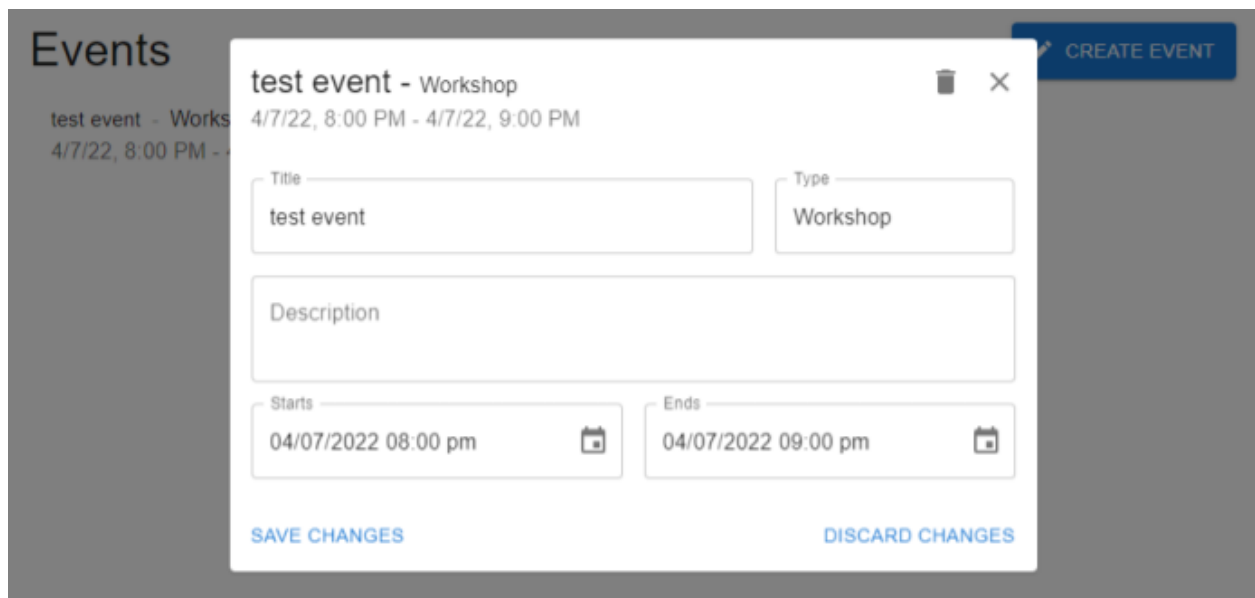 Events
CREATE EVENT
test event - Works
4/7/22, 8:00 PM -
test event - Workshop
4/7/22, 8:00 PM - 4/7/22, 9:00 PM
Title
test event
Type
Workshop
Description
Starts
04/07/2022 08:00 pm
Ends
04/07/2022 09:00 pm
SAVE CHANGES
DISCARD CHANGES